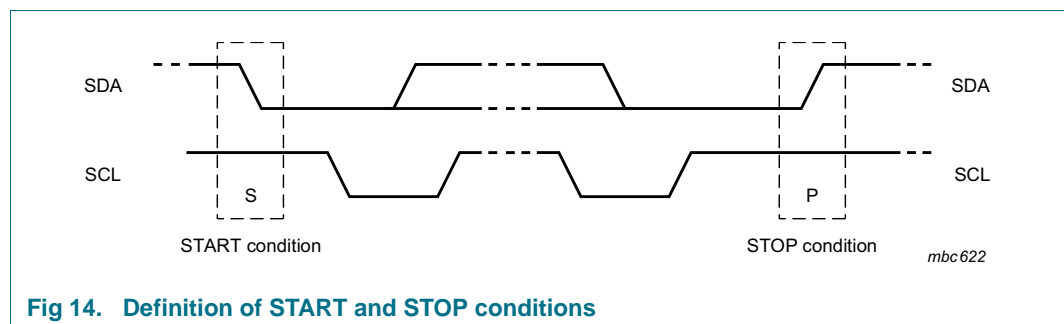 SDA SDA
SCL SCL
S P
START condition STOP condition
mbc622
Fig 14. Definition of START and STOP conditions